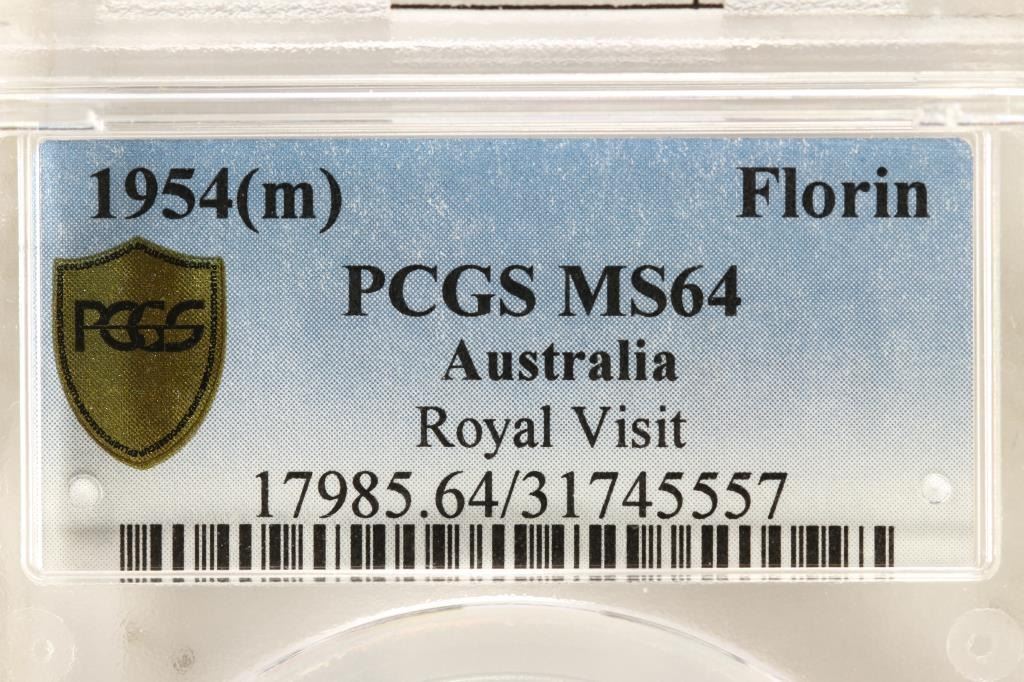 1954(m) Florin
PCGS MS64
PCGS
Australia
Royal Visit
17985.64/31745557